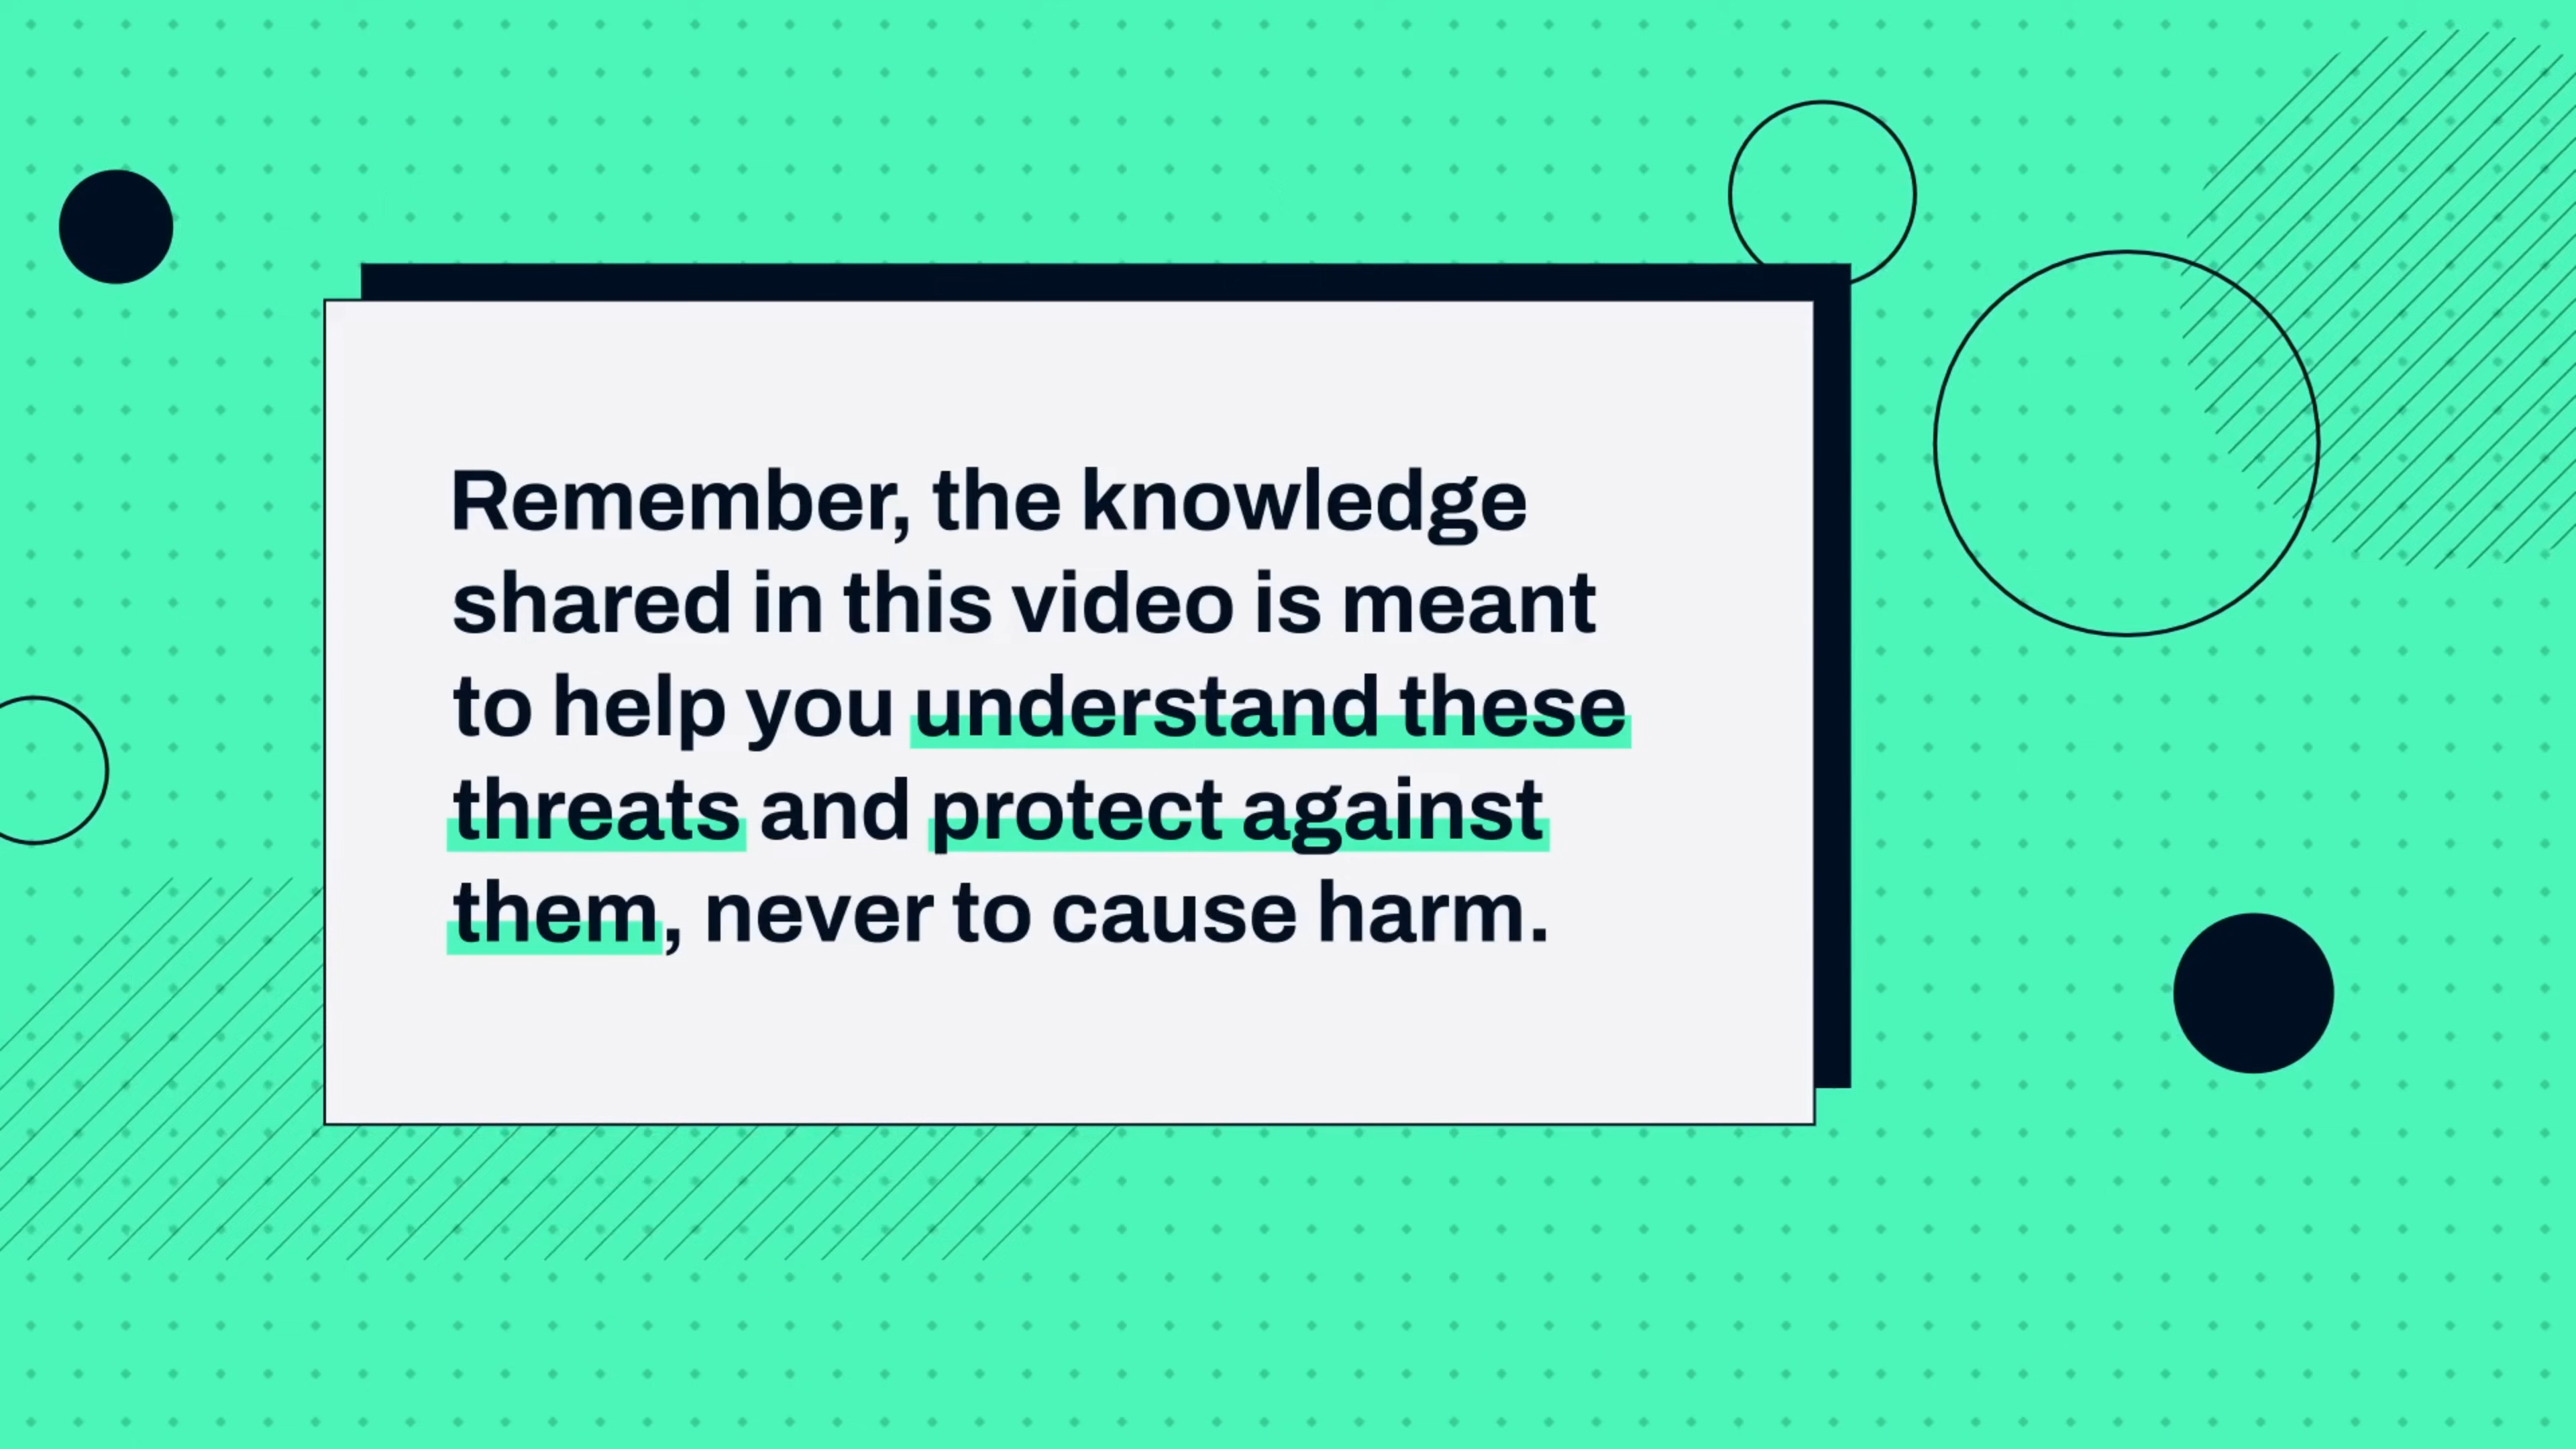 Remember, the knowledge
shared in this video is meant
to help you understand these
threats and protect against
them, never to cause harm.